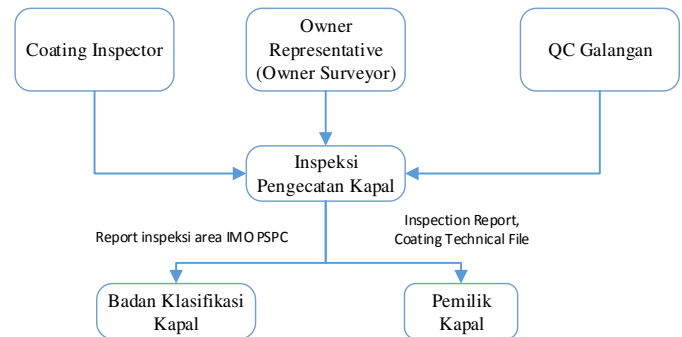 Coating Inspector
Owner
Representative
(Owner Surveyor)
QC Galangan
Inspeksi
Pengecatan Kapal
Report inspeksi area IMO PSPC
Inspection Report,
Coating Technical File
Badan Klasifikasi
Kapal
Pemilik
Kapal